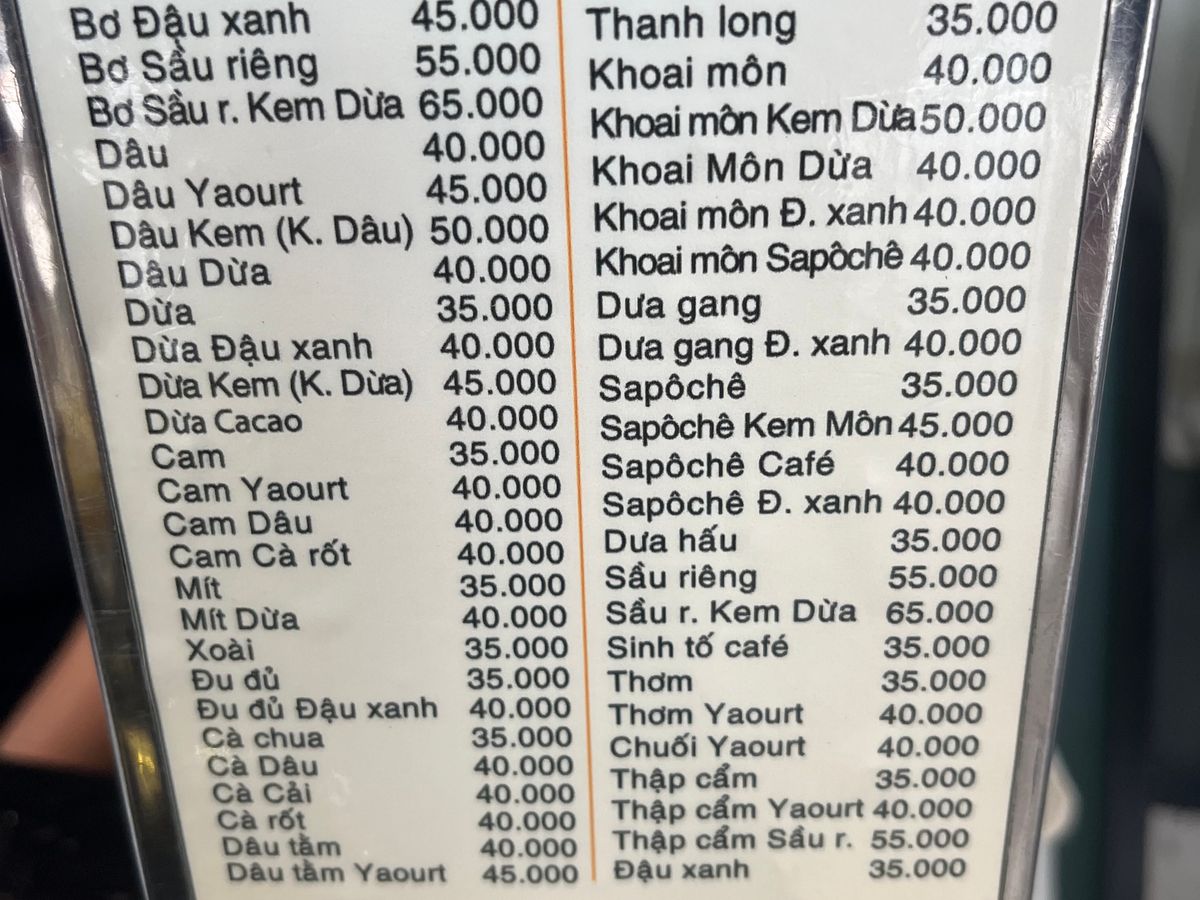 Bơ Đậu xanh 45.000
Bơ Sầu riêng 55.000
Bơ Sầu r. Kem Dừa 65.000
Dâu 40.000
Dâu Yaourt 45.000
Dâu Kem (K. Dâu) 50.000
Dâu Dừa 40.000
Dừa 35.000
Dừa Đậu xanh 40.000
Dừa Kem (K. Dừa) 45.000
Dừa Cacao 40.000
Cam 35.000
Cam Yaourt 40.000
Cam Dâu 40.000
Cam Cà rốt 40.000
Mít 35.000
Mít Dừa 40.000
Xoài 35.000
Đu đủ 35.000
Đu đủ Đậu xanh 40.000
Cà chua 35.000
Cà Dâu 40.000
Cà Cải 40.000
Cà rốt 40.000
Dâu tằm 40.000
Dâu tằm Yaourt 45.000
Thanh long 35.000
Khoai môn 40.000
Khoai môn Kem Dừa 50.000
Khoai Môn Dừa 40.000
Khoai môn Đ. xanh 40.000
Khoai môn Sapôchê 40.000
Dưa gang 35.000
Dưa gang Đ. xanh 40.000
Sapôchê 35.000
Sapôchê Kem Môn 45.000
Sapôchê Café 40.000
Sapôchê Đ. xanh 40.000
Dưa hấu 35.000
Sầu riêng 55.000
Sầu r. Kem Dừa 65.000
Sinh tố café 35.000
Thơm 35.000
Thơm Yaourt 40.000
Chuối Yaourt 40.000
Thập cẩm 35.000
Thập cẩm Yaourt 40.000
Thập cẩm Sầu r. 55.000
Đậu xanh 35.000